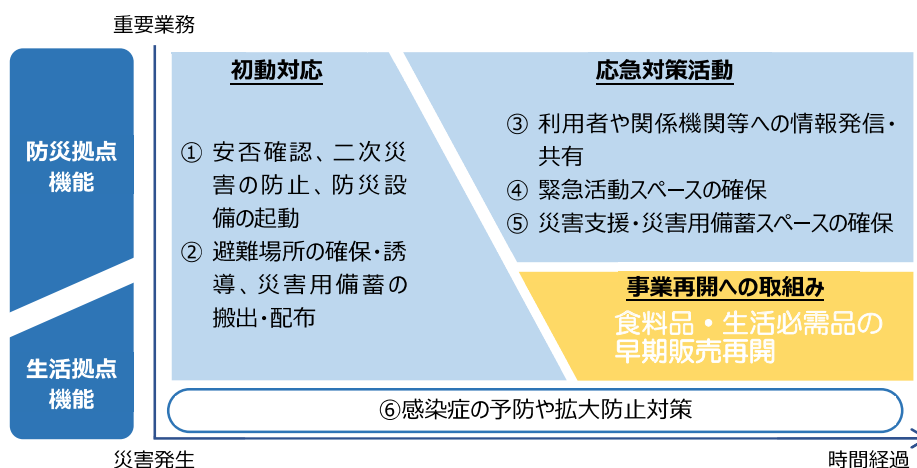 重要業務
防災拠点
機能
生活拠点
機能
初動対応
① 安否確認、二次災
害の防止、防災設
備の起動
② 避難場所の確保・誘
導、災害用備蓄の
搬出・配布
応急対策活動
③ 利用者や関係機関等への情報発信・
共有
④ 緊急活動スペースの確保
⑤ 災害支援・災害用備蓄スペースの確保
事業再開への取組み
食料品・生活必需品の
早期販売再開
⑥感染症の予防や拡大防止対策
災害発生
時間経過